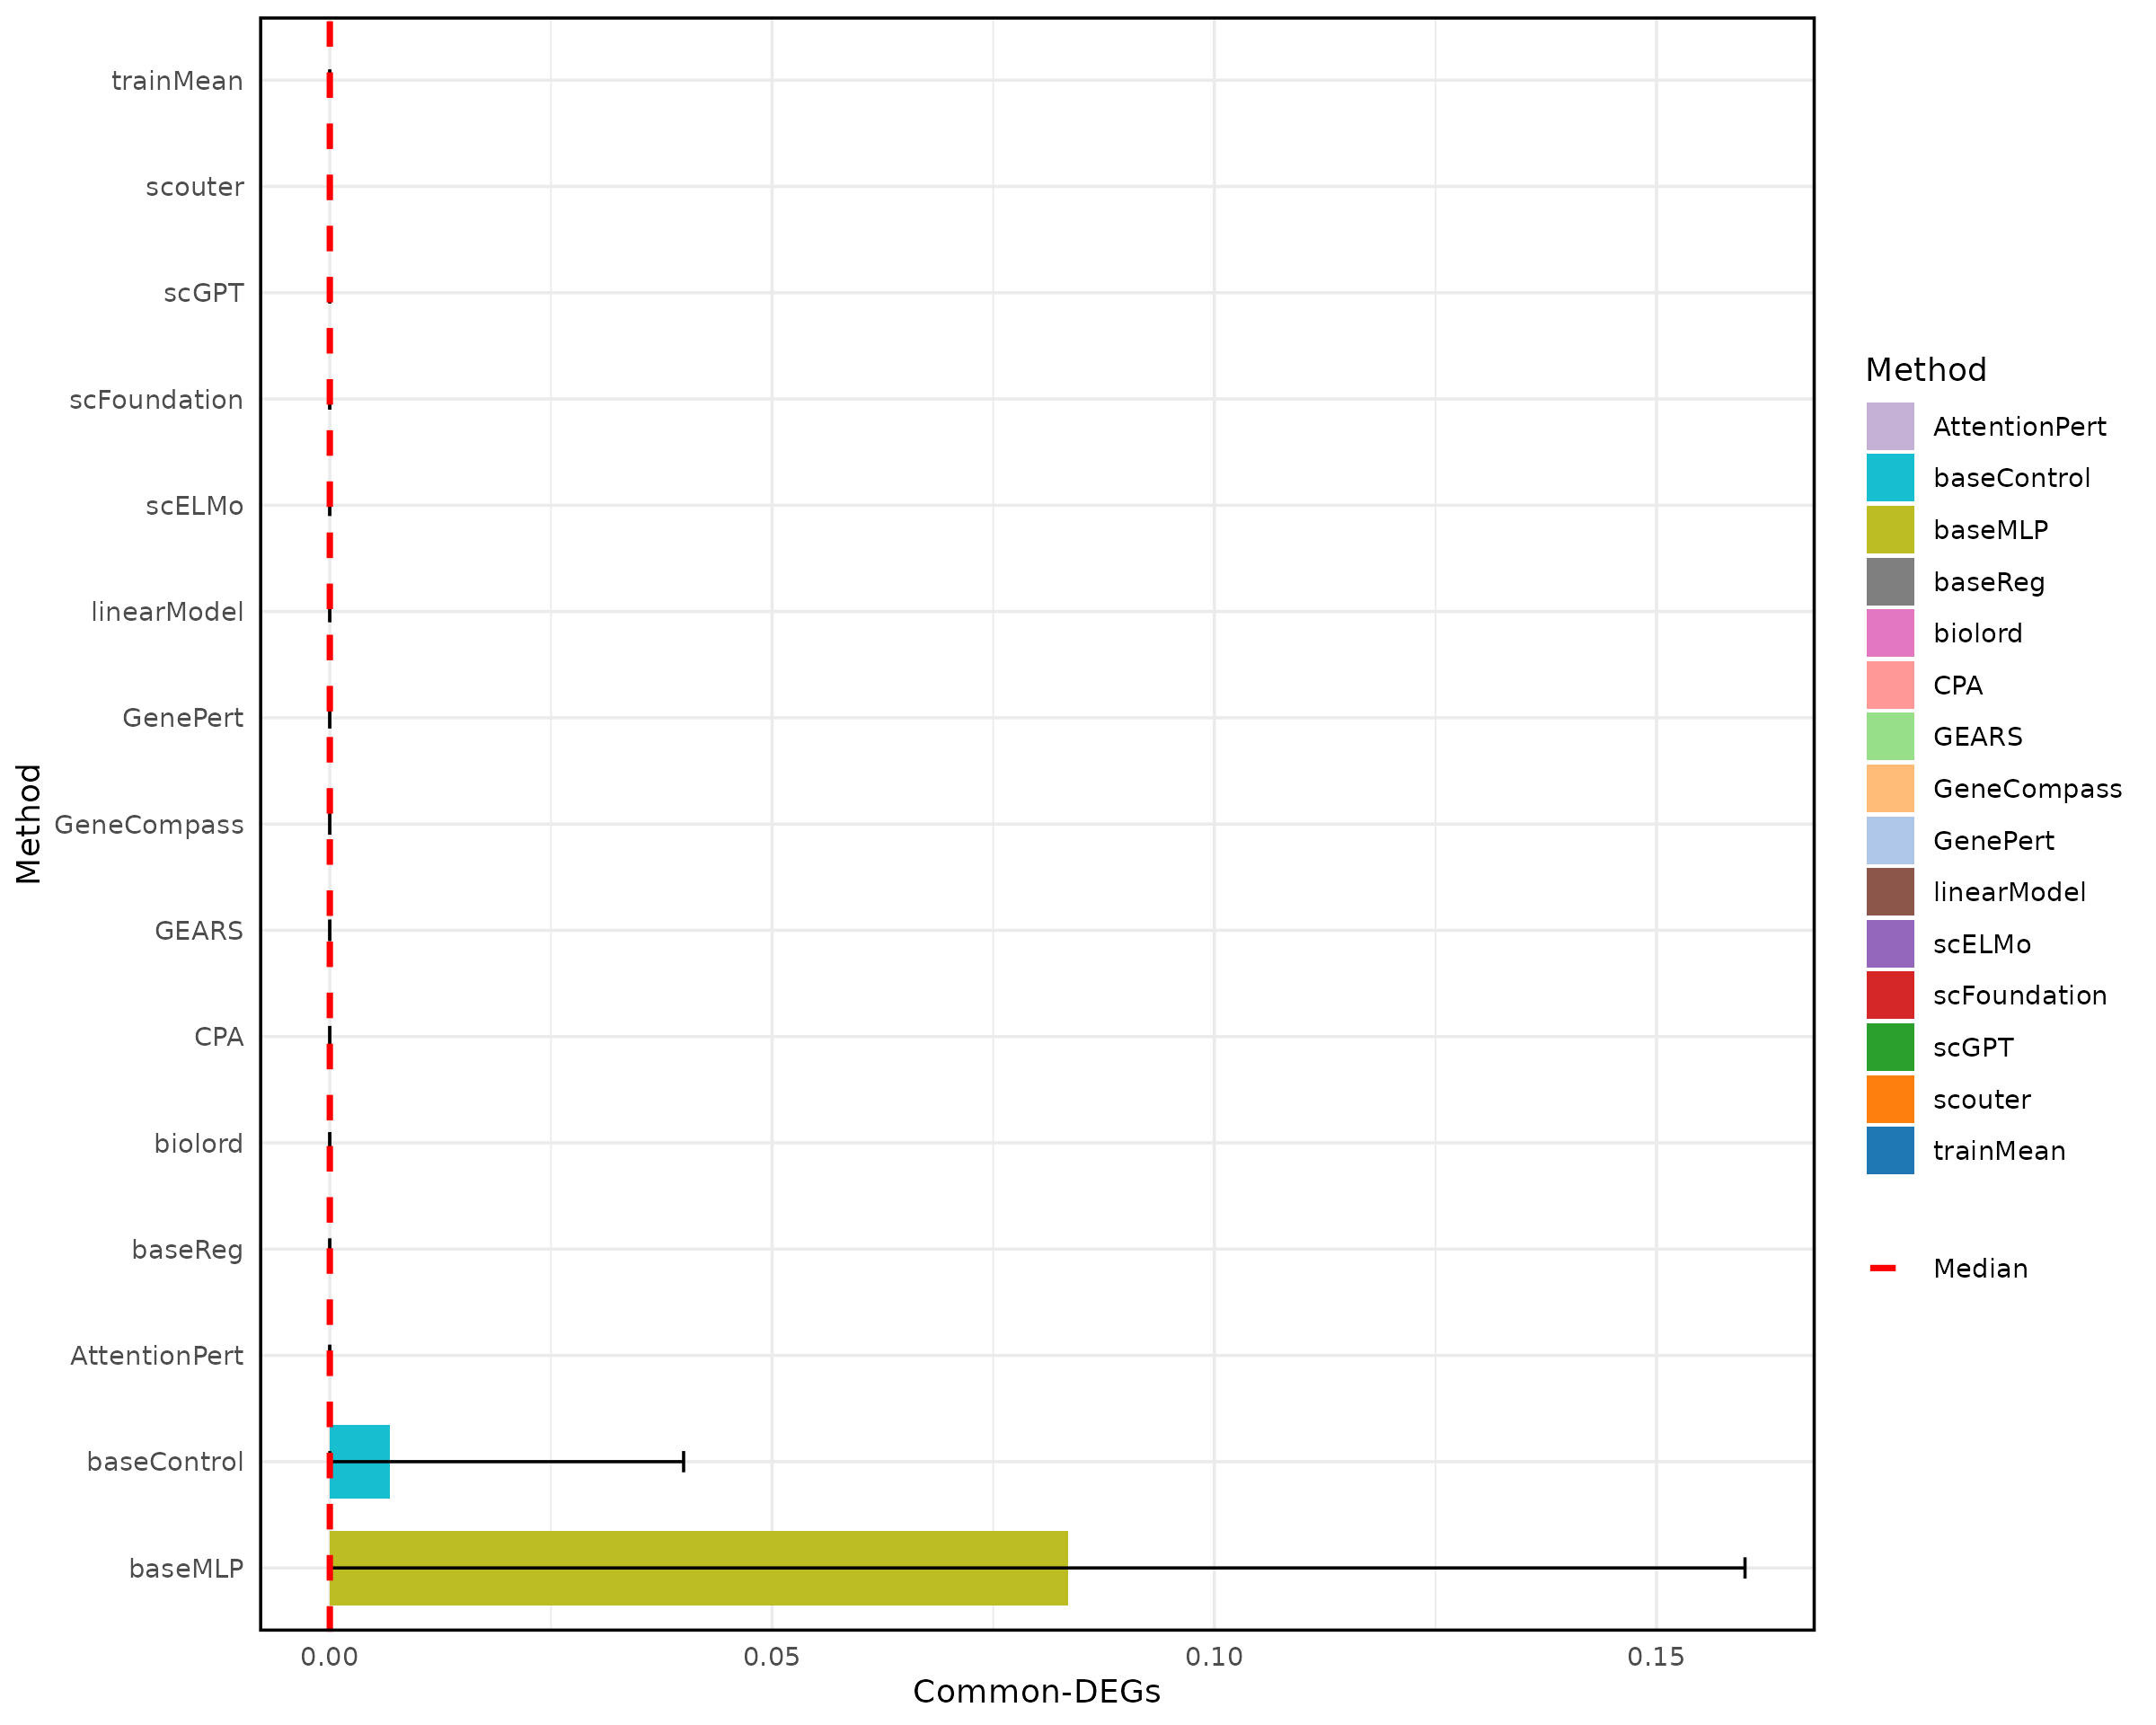 trainMean
scouter
scGPT
scFoundation
scELMo
linearModel
GenePert
GeneCompass
GEARS
CPA
biolord
baseReg
AttentionPert
baseControl
baseMLP
Method
0.00 0.05 0.10 0.15
Common-DEGs
Method
AttentionPert
baseControl
baseMLP
baseReg
biolord
CPA
GEARS
GeneCompass
GenePert
linearModel
scELMo
scFoundation
scGPT
scouter
trainMean
Median